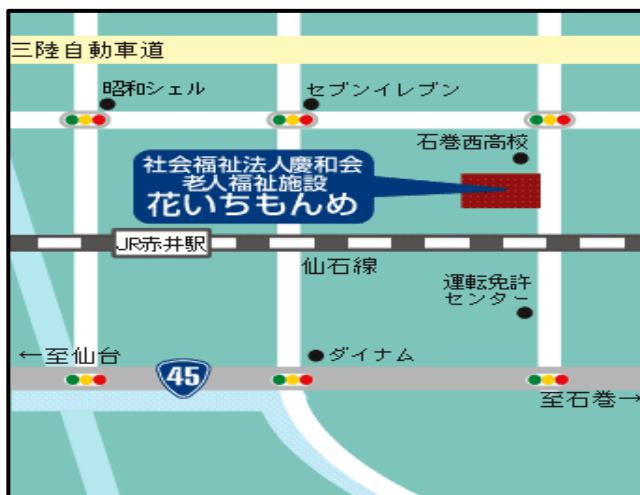 三陸自動車道
昭和シェル
セブンイレブン
石巻西高校
社会福祉法人慶和会
老人福祉施設
花いちもんめ
JR赤井駅
仙石線
運転免許
センター
←至仙台
ダイナム
45
至石巻→